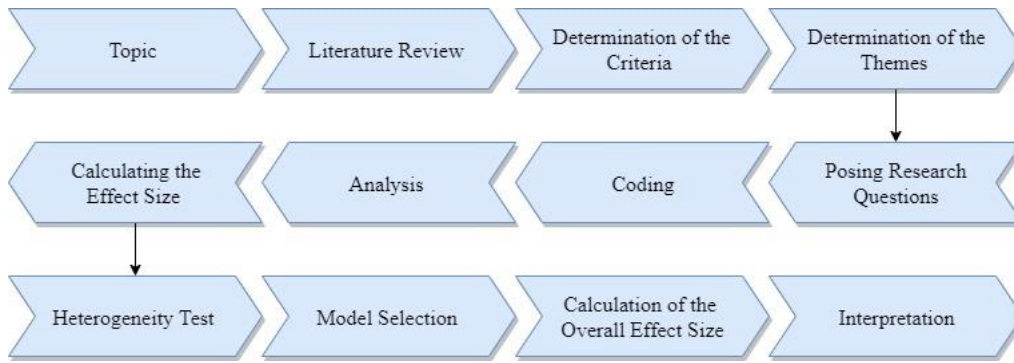 Topic
Literature Review
Determination of the
Criteria
Determination of the
Themes
Posing Research
Questions
Coding
Analysis
Calculating the
Effect Size
Heterogeneity Test
Model Selection
Calculation of the
Overall Effect Size
Interpretation